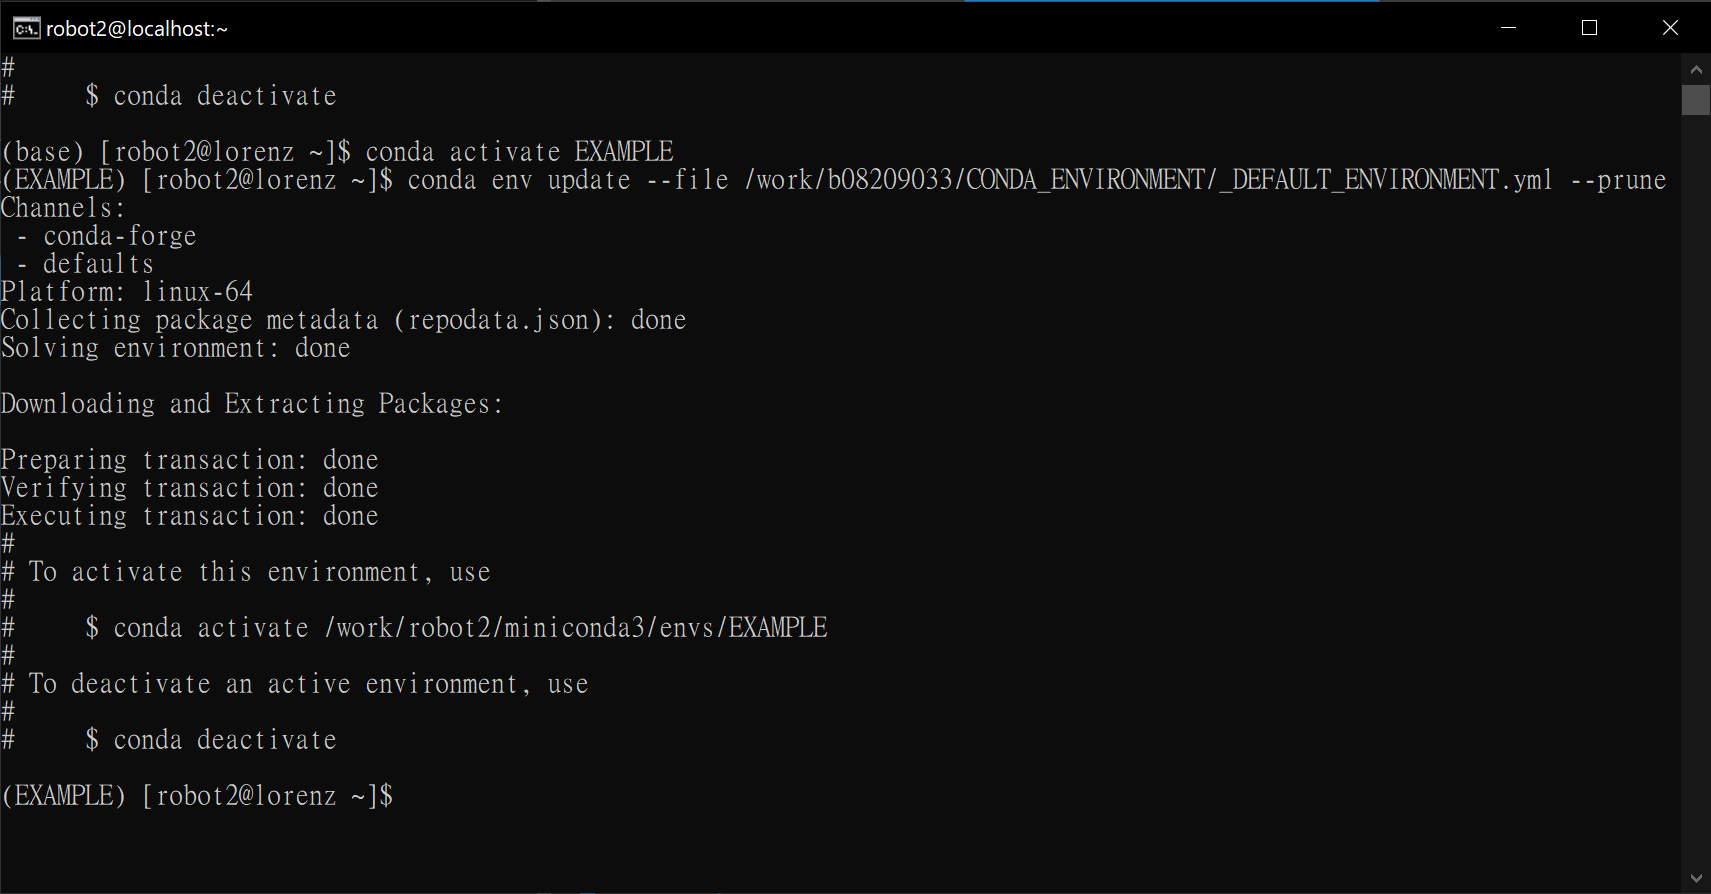 robot2@localhost:~
#
#     $ conda deactivate
(base) [robot2@lorenz ~]$ conda activate EXAMPLE
(EXAMPLE) [robot2@lorenz ~]$ conda env update --file /work/b08209033/CONDA_ENVIRONMENT/_DEFAULT_ENVIRONMENT.yml --prune
Channels:
 - conda-forge
 - defaults
Platform: linux-64
Collecting package metadata (repodata.json): done
Solving environment: done
Downloading and Extracting Packages:
Preparing transaction: done
Verifying transaction: done
Executing transaction: done
#
# To activate this environment, use
#
#     $ conda activate /work/robot2/miniconda3/envs/EXAMPLE
#
# To deactivate an active environment, use
#
#     $ conda deactivate
(EXAMPLE) [robot2@lorenz ~]$